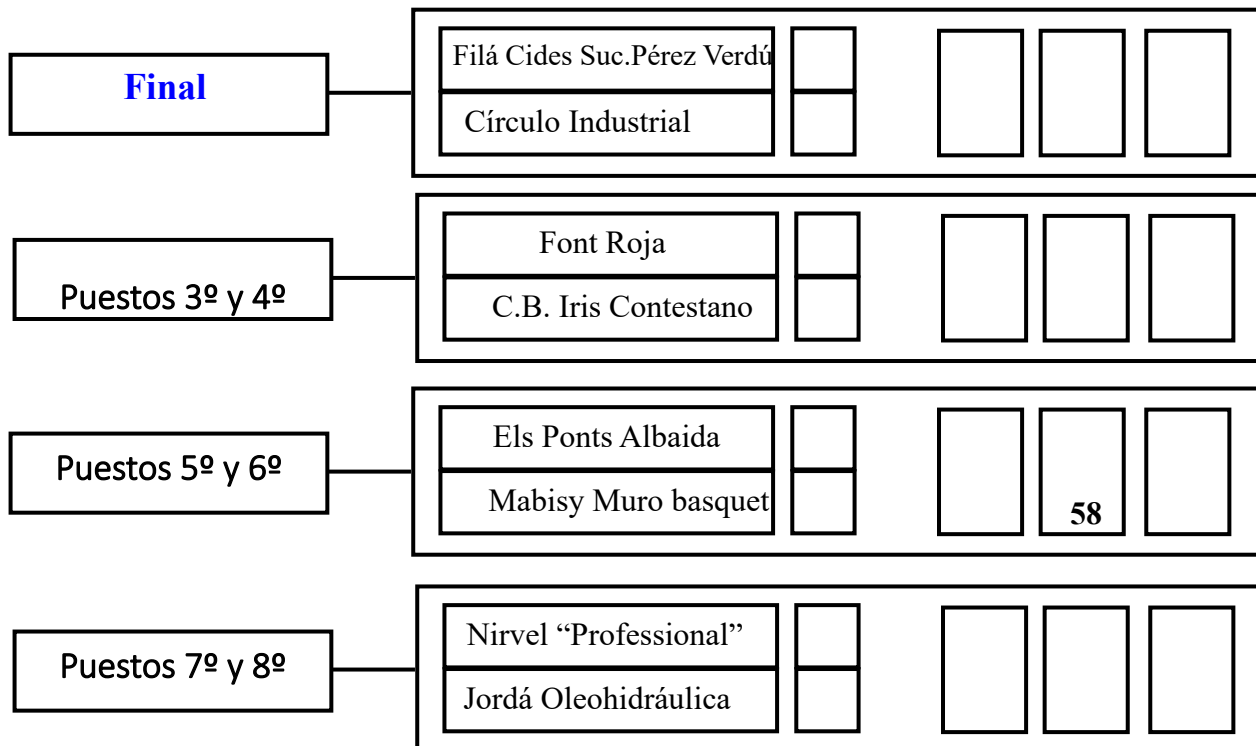 Final
Filá Cides Suc.Pérez Verdú
Círculo Industrial
Puestos 3º y 4º
Font Roja
C.B. Iris Contestano
Puestos 5º y 6º
Els Ponts Albaida
Mabisy Muro basquet
58
Puestos 7º y 8º
Nirvel “Professional”
Jordá Oleohidráulica